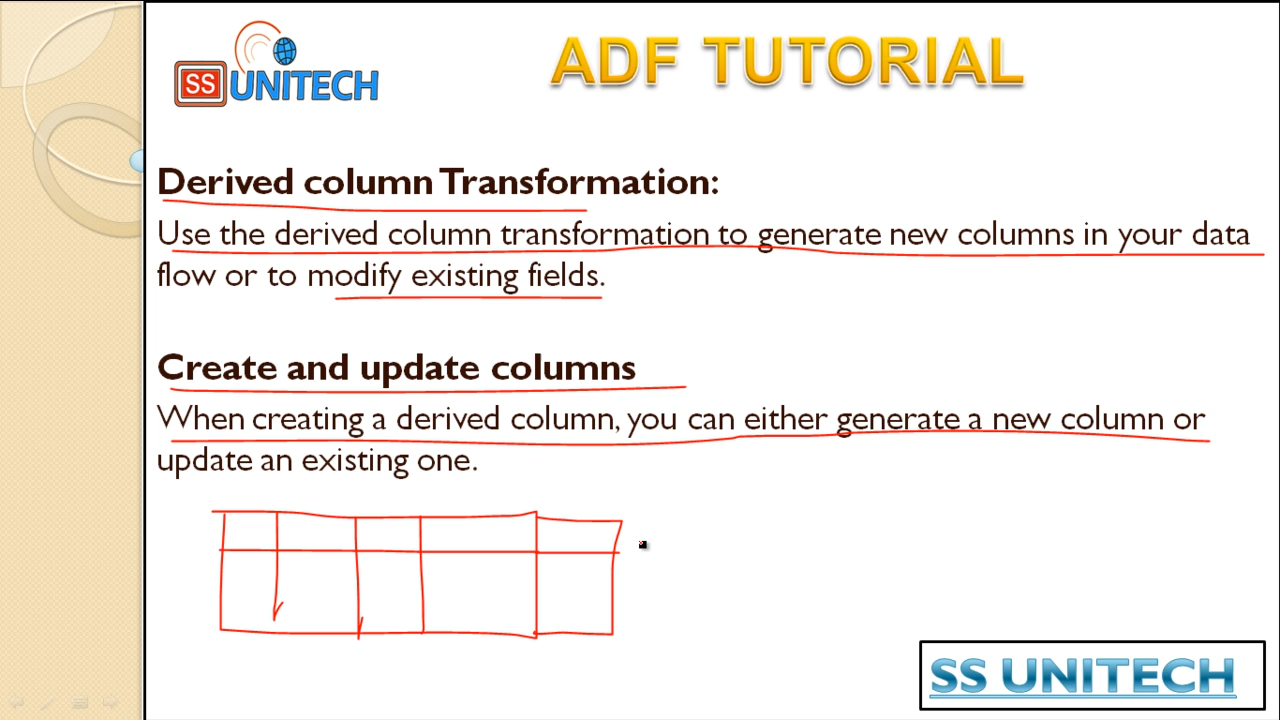 SS UNITECH
ADF TUTORIAL
Derived column Transformation:
Use the derived column transformation to generate new columns in your data
flow or to modify existing fields.
Create and update columns
When creating a derived column, you can either generate a new column or
update an existing one.
SS UNITECH